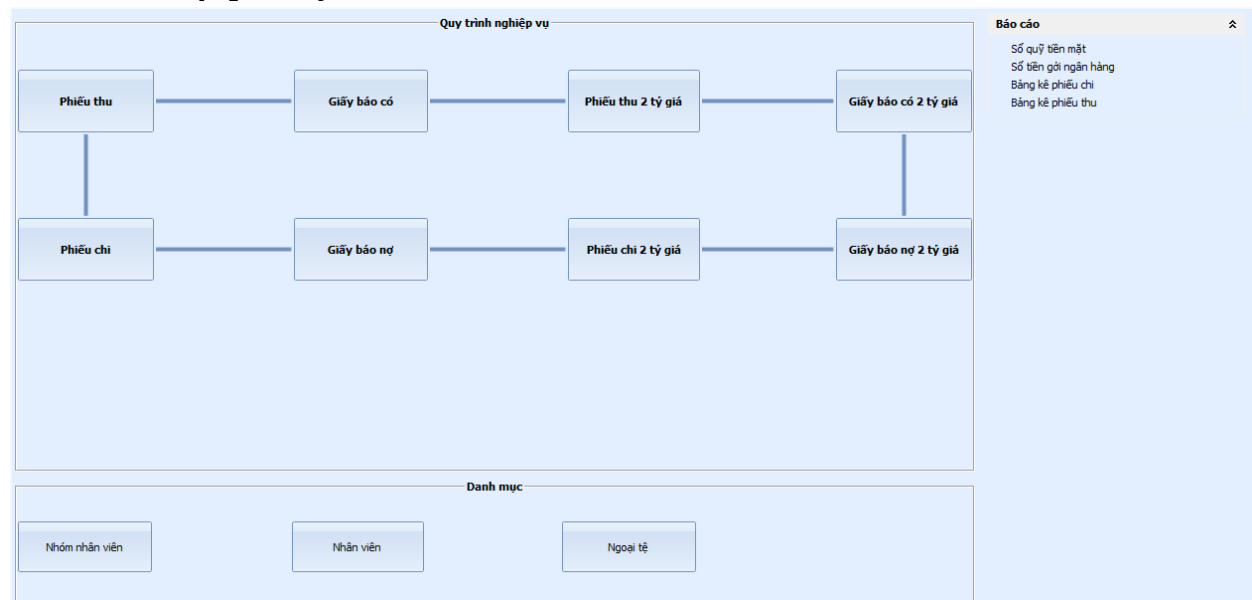 Quy trình nghiệp vụ
Phiếu thu
Giấy báo có
Phiếu thu 2 tỷ giá
Giấy báo có 2 tỷ giá
Phiếu chi
Giấy báo nợ
Phiếu chi 2 tỷ giá
Giấy báo nợ 2 tỷ giá
Danh mục
Nhóm nhân viên
Nhân viên
Ngoại tệ
Báo cáo
Sổ quỹ tiền mặt
Sổ tiền gởi ngân hàng
Bảng kê phiếu chi
Bảng kê phiếu thu